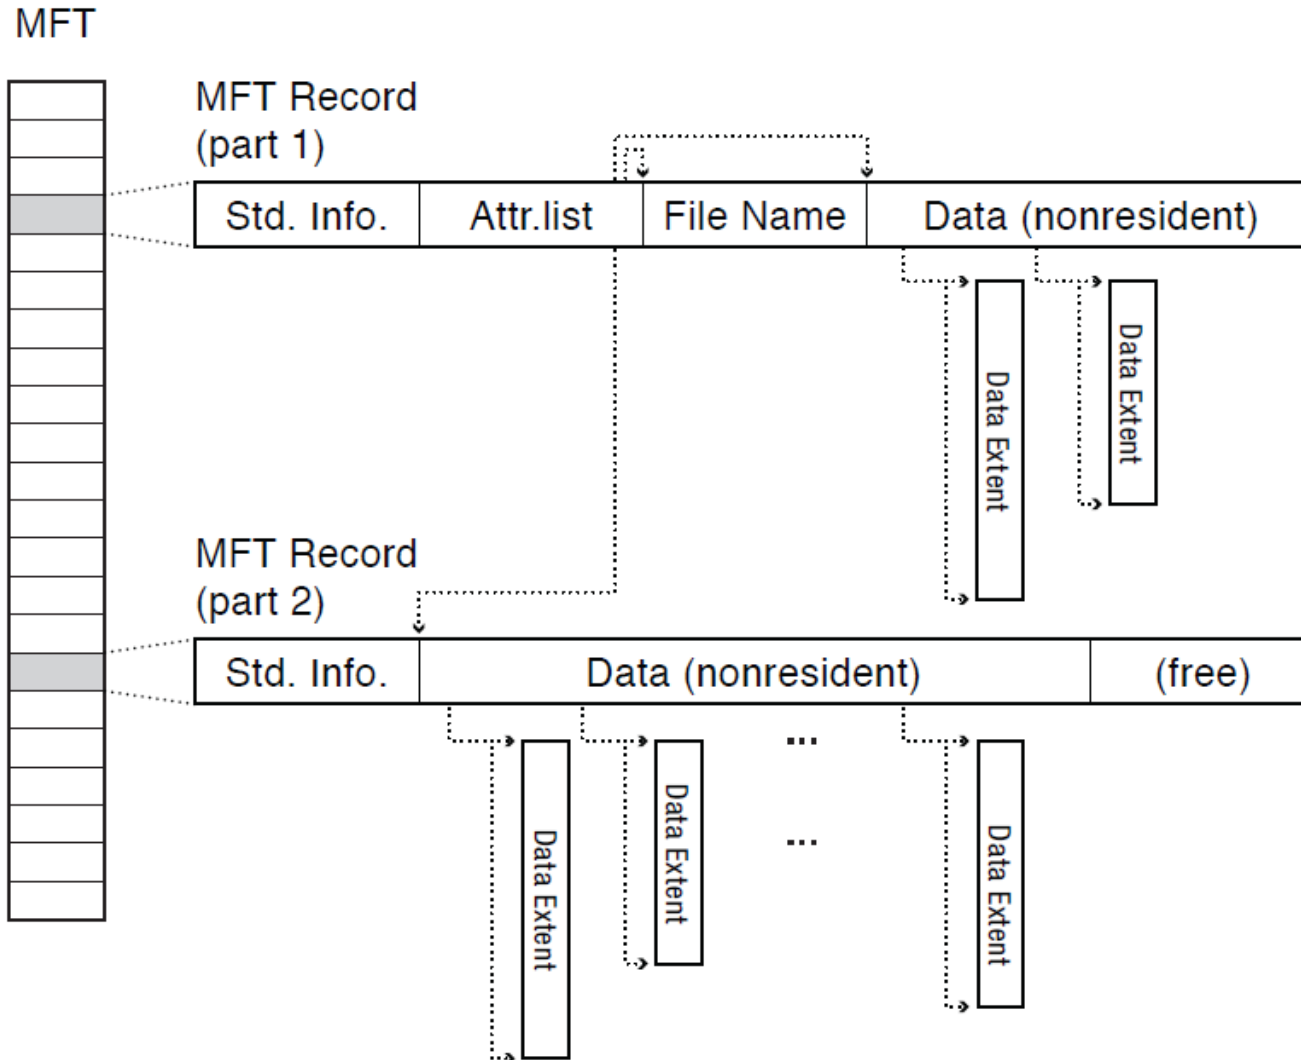 MFT
MFT Record
(part 1)
Std. Info.
Attr.list
File Name
Data (nonresident)
Data Extent
Data Extent
MFT Record
(part 2)
Std. Info.
Data (nonresident)
(free)
...
Data Extent
Data Extent
...
Data Extent